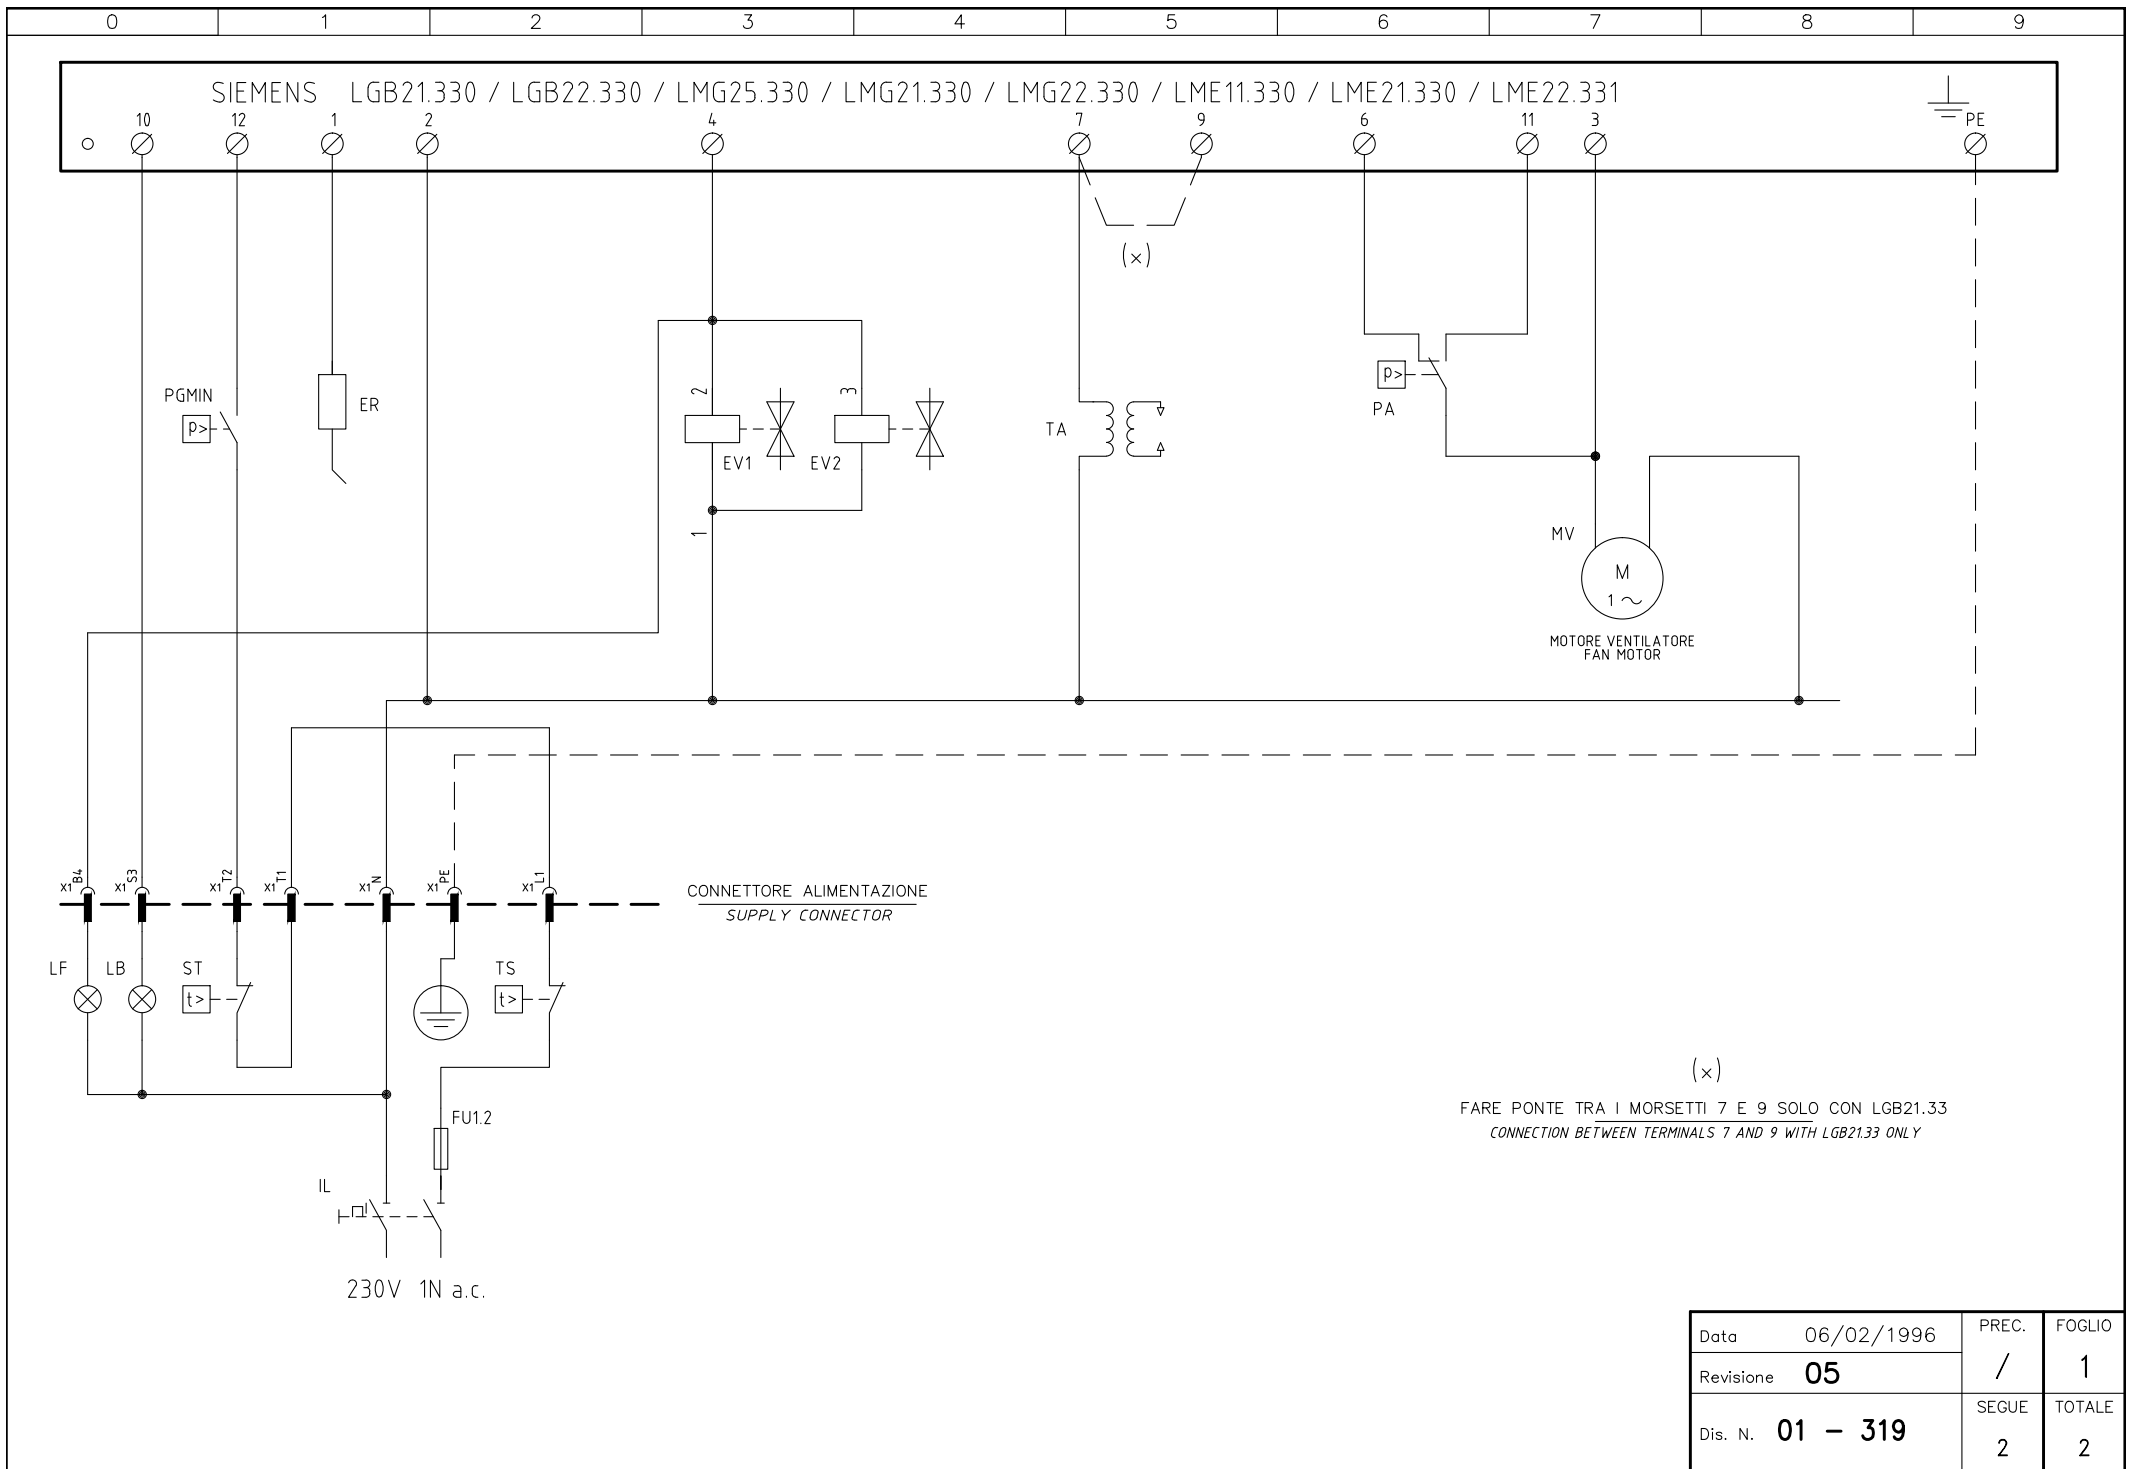 0 1 2 3 4 5 6 7 8 9
SIEMENS LGB21.330 / LGB22.330 / LMG25.330 / LMG21.330 / LMG22.330 / LME11.330 / LME21.330 / LME22.331
10 12 1 2 4 7 9 6 11 3 PE
(x)
PGMIN
p>
ER
2
3
EV1
EV2
1
TA
p>
PA
MV
M
1~
MOTORE VENTILATORE
FAN MOTOR
X1 B4 X1 S3 X1 T2 X1 T1 X1 N X1 PE X1 L1
CONNETTORE ALIMENTAZIONE
SUPPLY CONNECTOR
LF LB ST TS
t> t>
FU1.2
IL
230V 1N a.c.
(x)
FARE PONTE TRA I MORSETTI 7 E 9 SOLO CON LGB21.33
CONNECTION BETWEEN TERMINALS 7 AND 9 WITH LGB21.33 ONLY
Data 06/02/1996
PREC.
/
FOGLIO
1
Revisione 05
Dis. N. 01 - 319
SEGUE
2
TOTALE
2